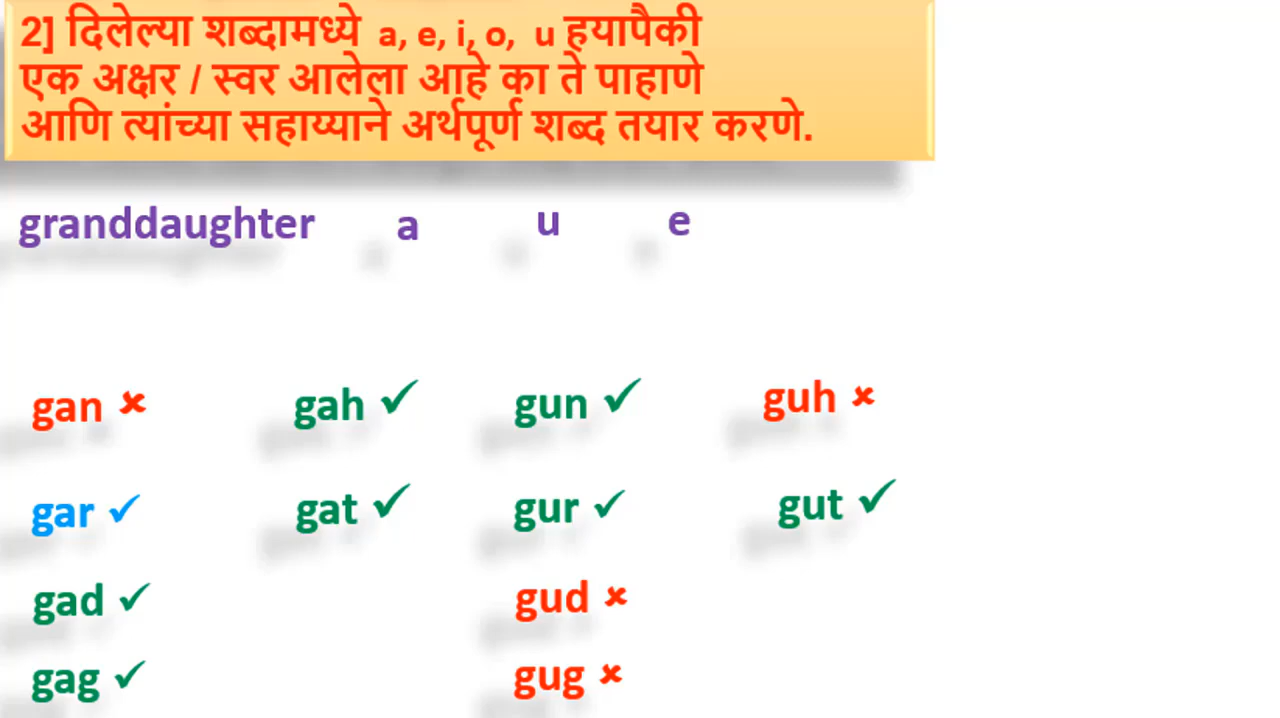 2] दिलेल्या शब्दामध्ये a, e, i, o, u हयापैकी
एक अक्षर / स्वर आलेला आहे का ते पाहाणे
आणि त्यांच्या सहाय्याने अर्थपूर्ण शब्द तयार करणे.
granddaughter a u e
gan ✘ gah ✓ gun ✓ guh ✘
gar ✓ gat ✓ gur ✓ gut ✓
gad ✓ gud ✘
gag ✓ gug ✘